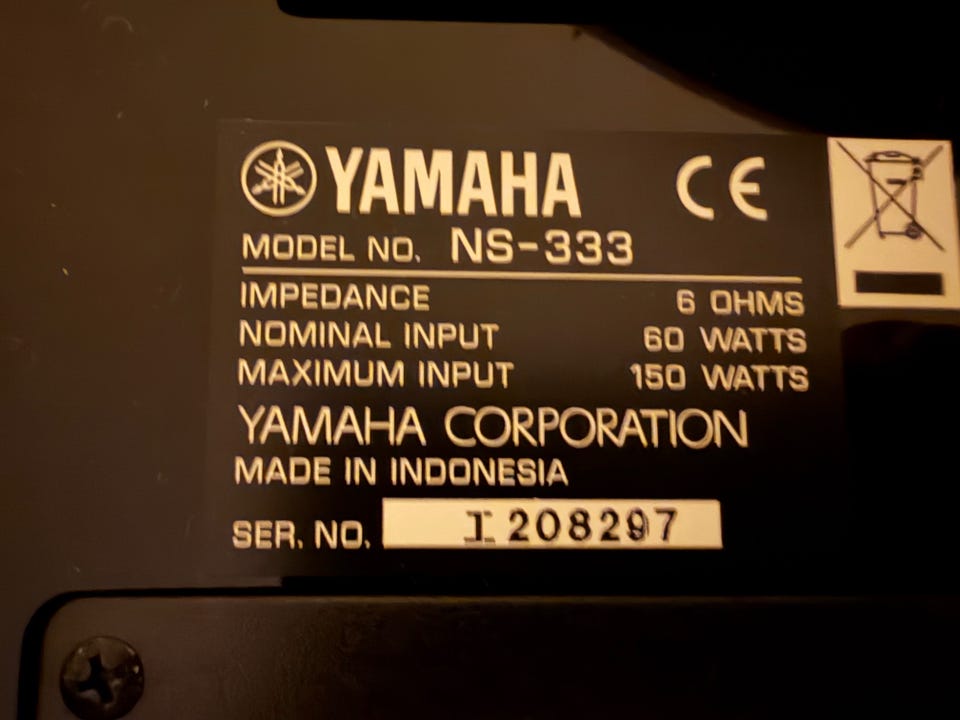 YAMAHA CE
MODEL NO. NS-333
IMPEDANCE 6 OHMS
NOMINAL INPUT 60 WATTS
MAXIMUM INPUT 150 WATTS
YAMAHA CORPORATION
MADE IN INDONESIA
SER. NO. I208297